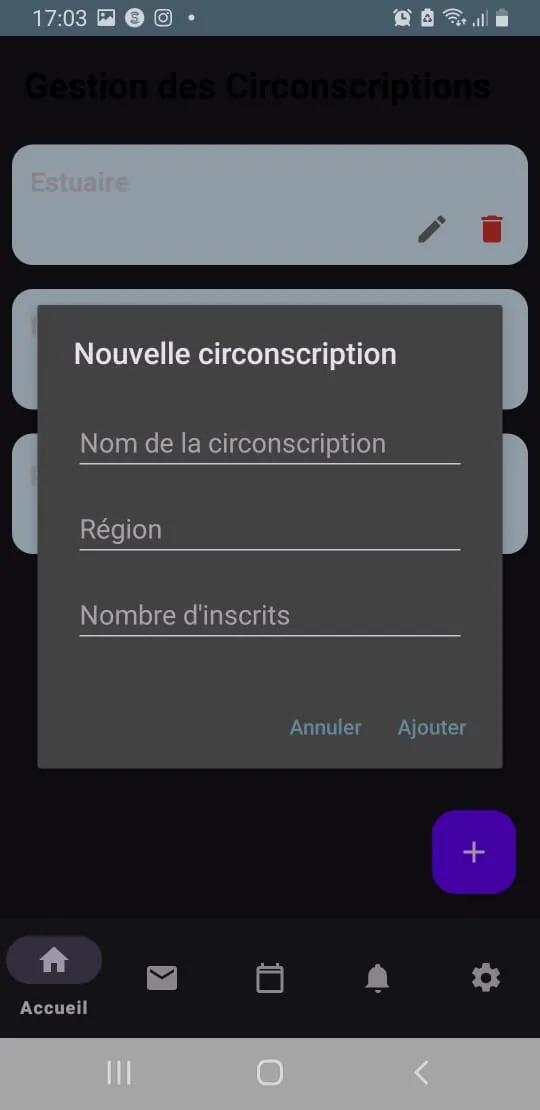 17:03
Gestion des Circonscriptions
Estuaire
Nouvelle circonscription
Nom de la circonscription
Région
Nombre d'inscrits
Annuler Ajouter
Accueil